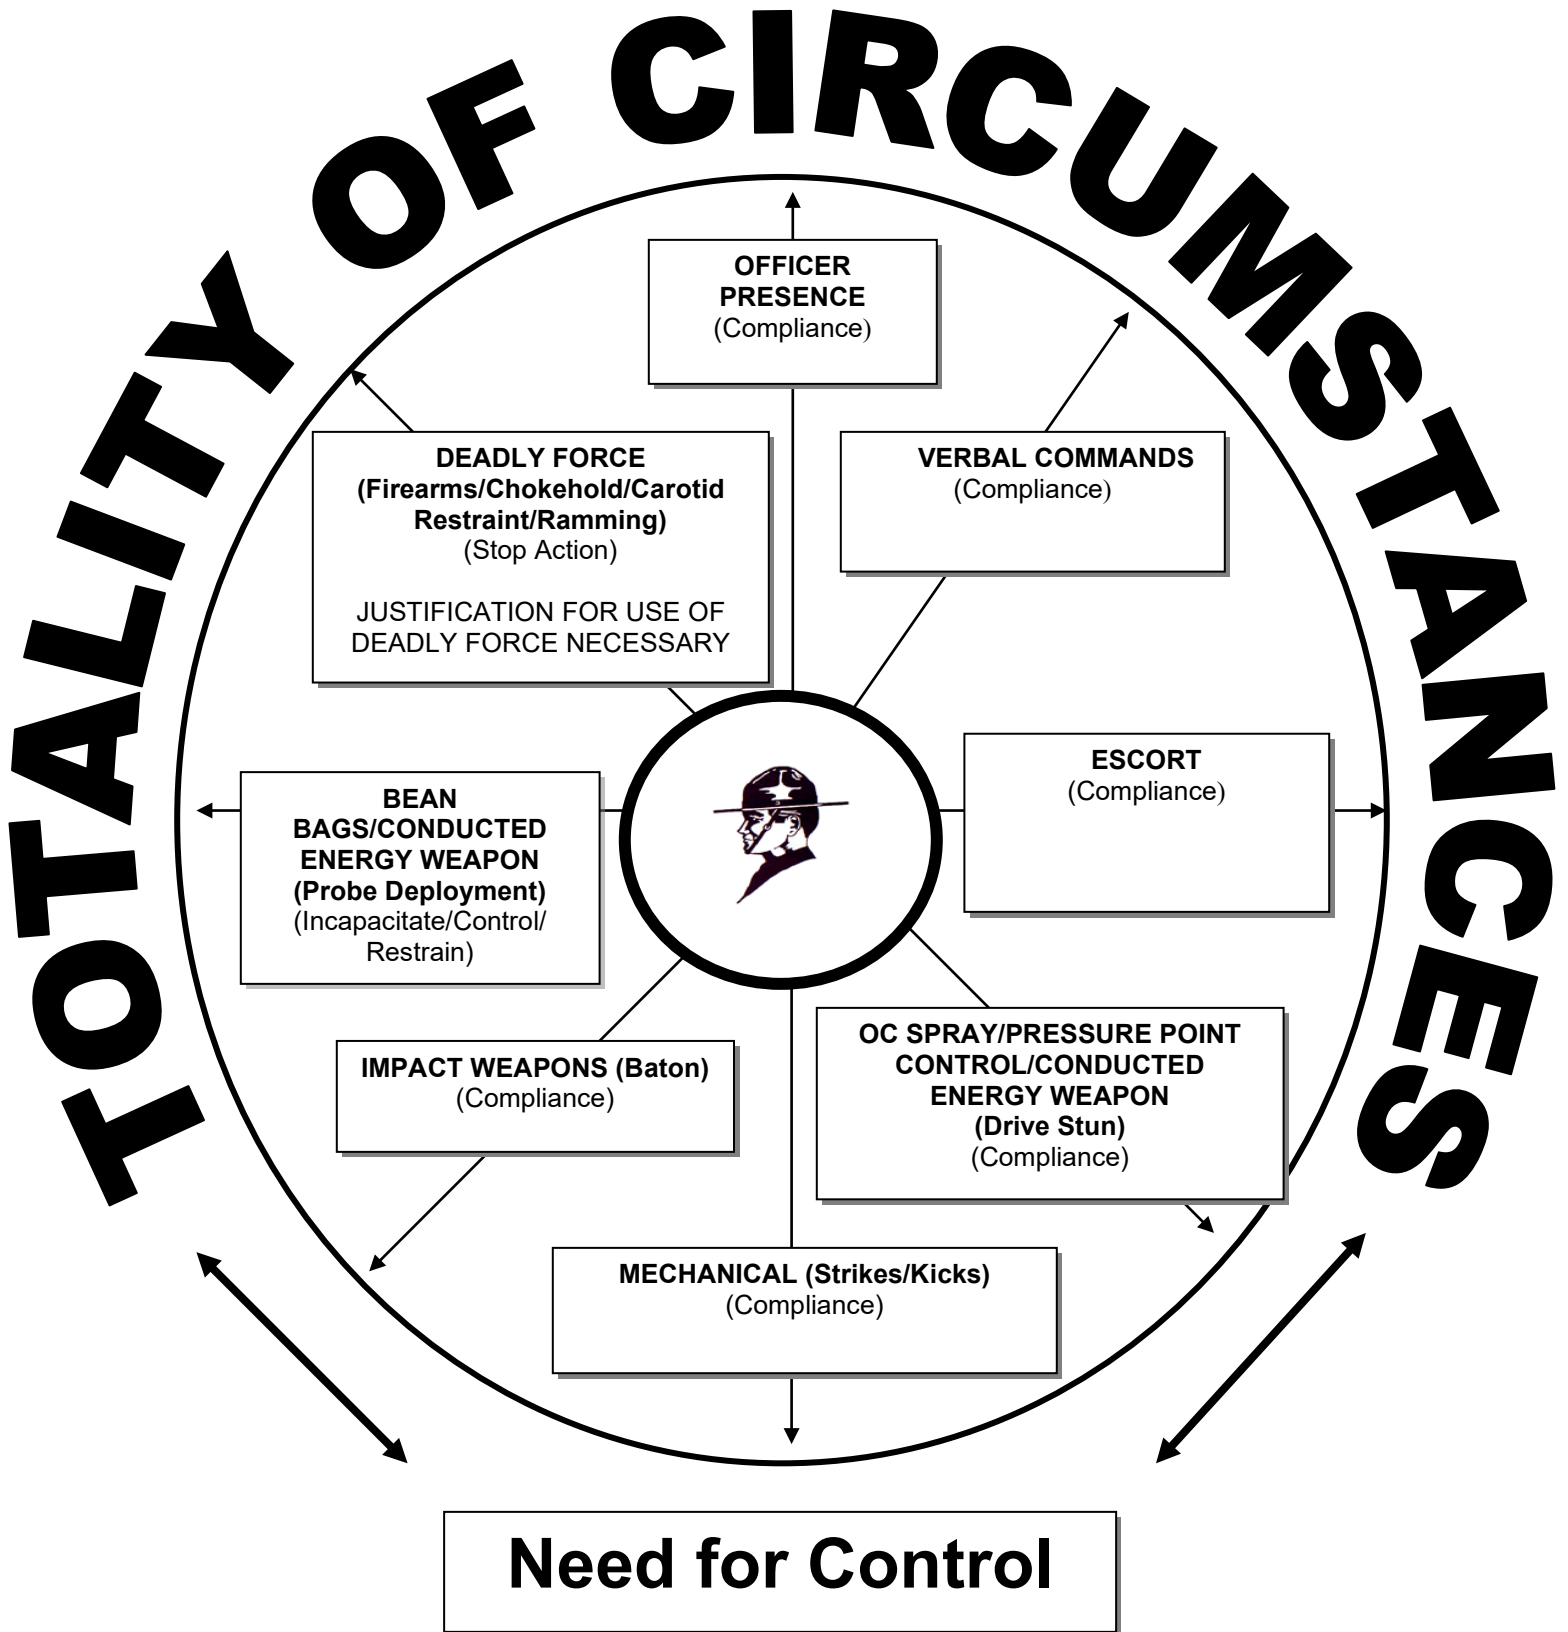 TOTALITY OF CIRCUMSTANCES
OFFICER
PRESENCE
(Compliance)
DEADLY FORCE
(Firearms/Chokehold/Carotid
Restraint/Ramming)
(Stop Action)
JUSTIFICATION FOR USE OF
DEADLY FORCE NECESSARY
VERBAL COMMANDS
(Compliance)
ESCORT
(Compliance)
BEAN
BAGS/CONDUCTED
ENERGY WEAPON
(Probe Deployment)
(Incapacitate/Control/
Restrain)
OC SPRAY/PRESSURE POINT
CONTROL/CONDUCTED
ENERGY WEAPON
(Drive Stun)
(Compliance)
IMPACT WEAPONS (Baton)
(Compliance)
MECHANICAL (Strikes/Kicks)
(Compliance)
Need for Control